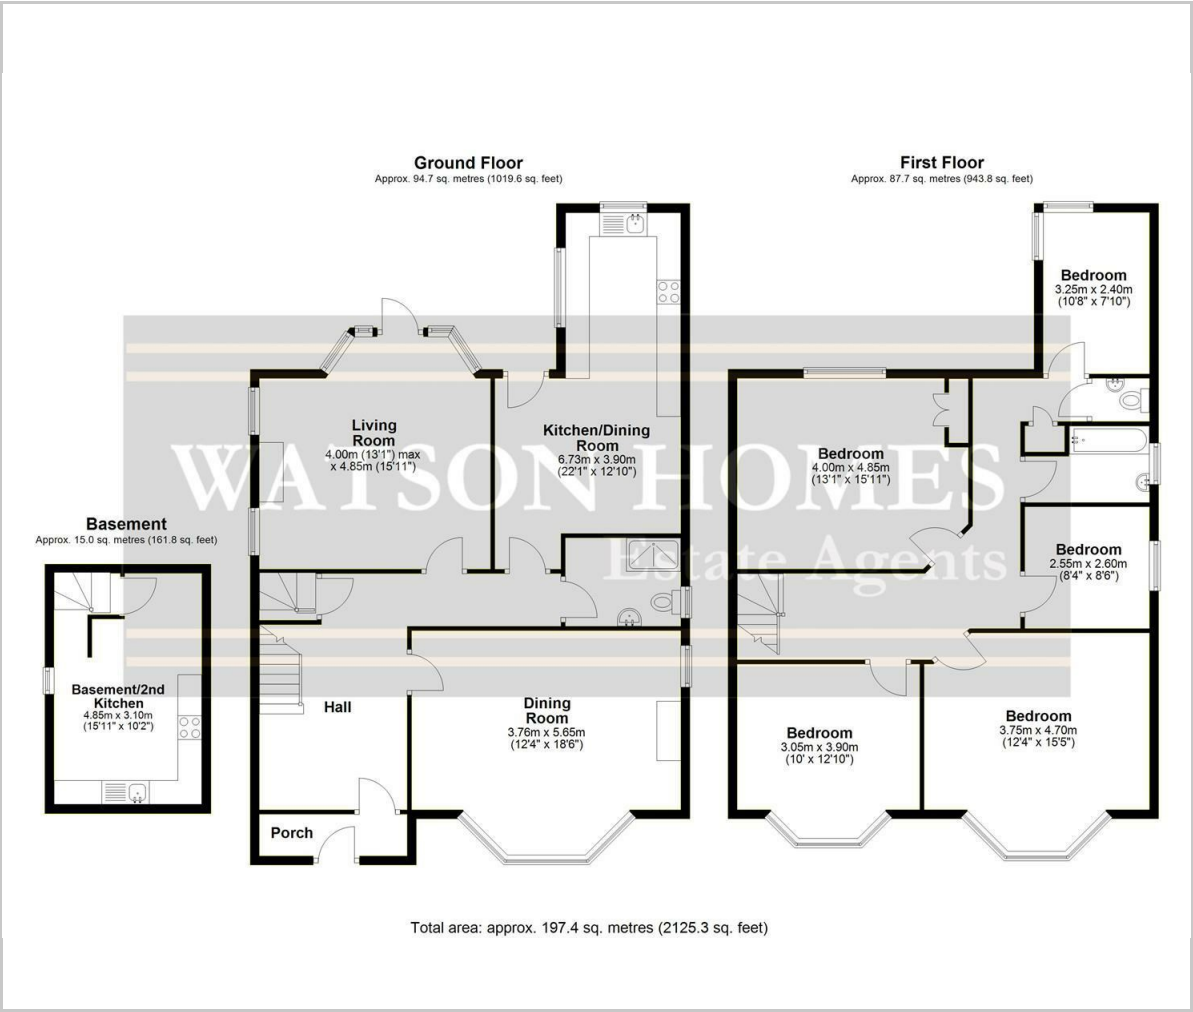 Ground Floor
Approx. 94.7 sq. metres (1019.6 sq. feet)
First Floor
Approx. 87.7 sq. metres (943.8 sq. feet)
Bedroom
3.25m x 2.40m
(10'8" x 7'10")
Living
Room
4.00m (13'1") max
x 4.85m (15'11")
Kitchen/Dining
Room
6.73m x 3.90m
(22'1" x 12'10")
Bedroom
4.00m x 4.85m
(13'1" x 15'11")
WATSON HOMES
Estate Agents
Basement
Approx. 15.0 sq. metres (161.8 sq. feet)
Bedroom
2.55m x 2.60m
(8'4" x 8'6")
Basement/2nd
Kitchen
4.85m x 3.10m
(15'11" x 10'2")
Hall
Dining
Room
3.76m x 5.65m
(12'4" x 18'6")
Bedroom
3.05m x 3.90m
(10' x 12'10")
Bedroom
3.75m x 4.70m
(12'4" x 15'5")
Porch
Total area: approx. 197.4 sq. metres (2125.3 sq. feet)